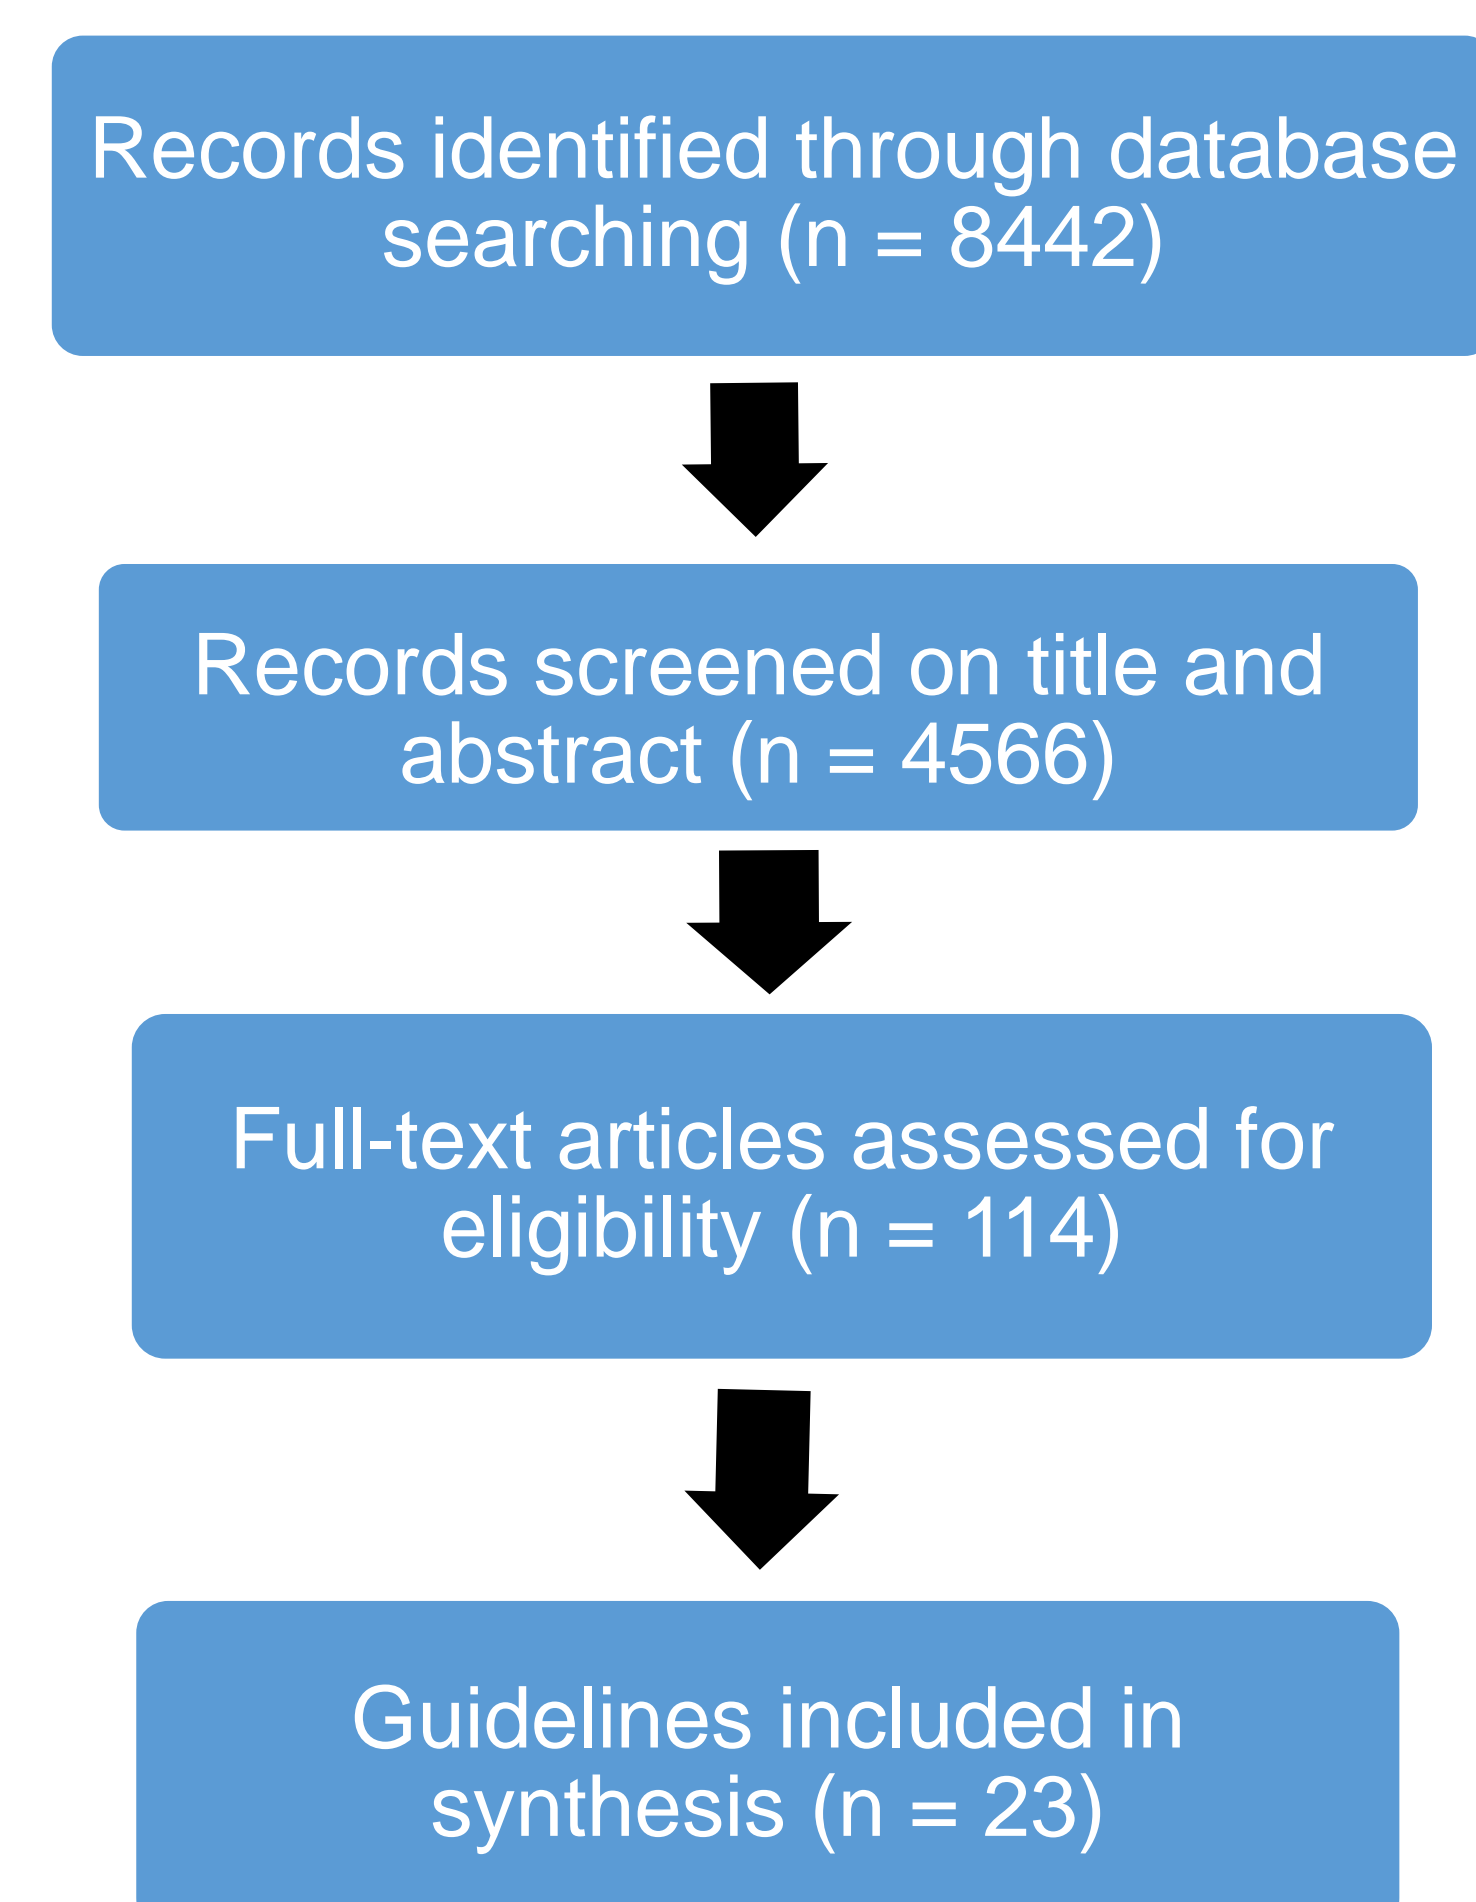 Records identified through database
searching (n = 8442)
Records screened on title and
abstract (n = 4566)
Full-text articles assessed for
eligibility (n = 114)
Guidelines included in
synthesis (n = 23)